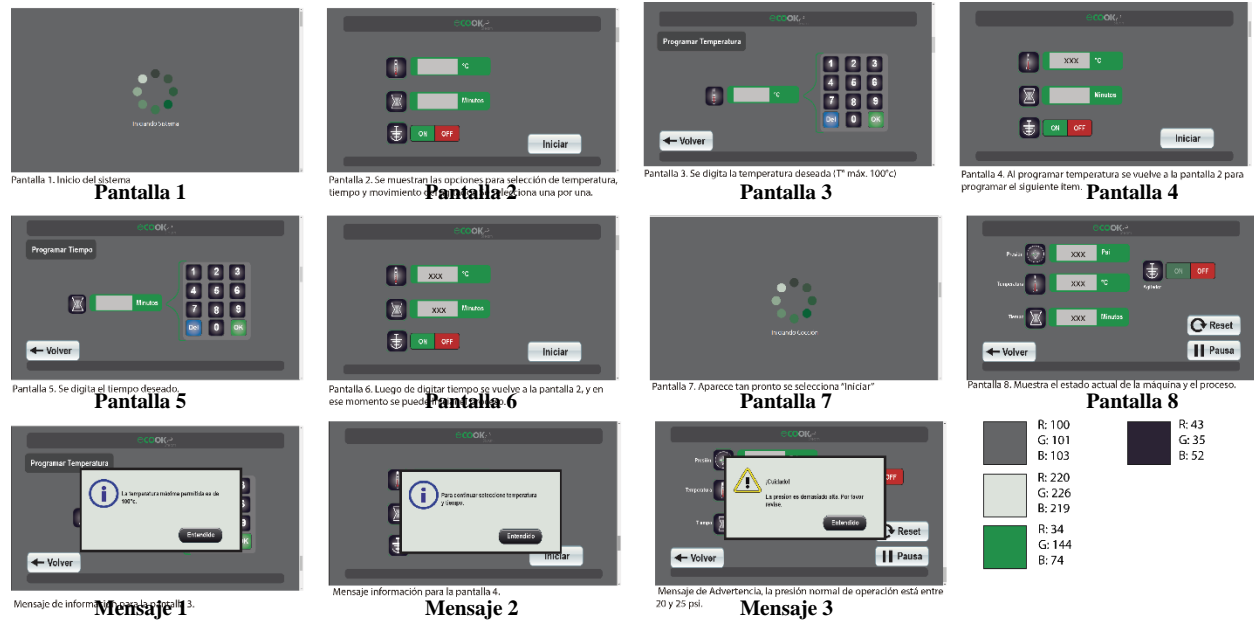 Iniciando Sistema
Pantalla 1. Inicio del sistema
Pantalla 1
ecook
°C
Minutos
ON OFF
Iniciar
Pantalla 2. Se muestran las opciones para selección de temperatura,
tiempo y movimiento del se selecciona una por una.
Pantalla 2
ecook
Programar Temperatura
°C
1 2 3
4 5 6
7 8 9
Del 0 OK
Volver
Pantalla 3. Se digita la temperatura deseada (T° máx. 100°c)
Pantalla 3
ecook
xxx °C
Minutos
ON OFF
Iniciar
Pantalla 4. Al programar temperatura se vuelve a la pantalla 2 para
programar el siguiente ítem.
Pantalla 4
ecook
Programar Tiempo
Minutos
1 2 3
4 5 6
7 8 9
Del 0 OK
Volver
Pantalla 5. Se digita el tiempo deseado.
Pantalla 5
ecook
xxx °C
xxx Minutos
ON OFF
Iniciar
Pantalla 6. Luego de digitar tiempo se vuelve a la pantalla 2, y en
ese momento se puede
Pantalla 6
Iniciando Cocción
Pantalla 7. Aparece tan pronto se selecciona "Iniciar"
Pantalla 7
ecook
Presión xxx Psi
Temperatura xxx °C
Tiempo xxx Minutos
ON OFF
Agitador
Reset
Volver
Pausa
Pantalla 8. Muestra el estado actual de la máquina y el proceso.
Pantalla 8
ecook
Programar Temperatura
La temperatura máxima permitida es de
100°c.
Entendido
Volver
Mensaje de información para la pantalla 3.
Mensaje 1
ecook
Para continuar seleccione temperatura
y tiempo.
Entendido
Iniciar
Mensaje información para la pantalla 4.
Mensaje 2
ecook
Presión
Temperatura
Tiempo
OFF
¡Cuidado!
La presion es demasiado alta. Por favor
revise.
Entendido
Reset
Volver
Pausa
Mensaje de Advertencia, la presión normal de operación está entre
20 y 25 psi.
Mensaje 3
R: 100
G: 101
B: 103
R: 220
G: 226
B: 219
R: 34
G: 144
B: 74
R: 43
G: 35
B: 52